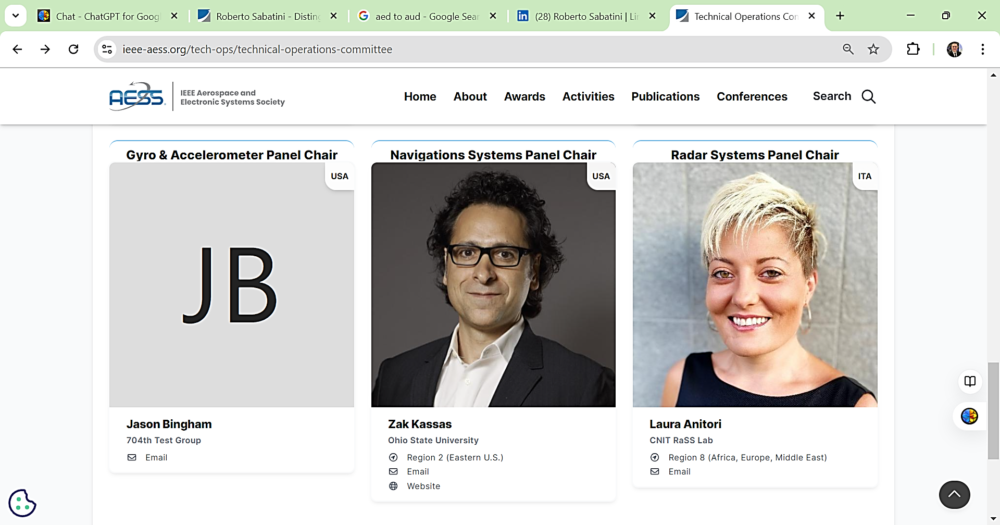 Chat - ChatGPT for Goog
Roberto Sabatini - Distin
aed to aud - Google Sear
(28) Roberto Sabatini | Li
Technical Operations Con
ieee-aess.org/tech-ops/technical-operations-committee
AESS
IEEE Aerospace and
Electronic Systems Society
Home
About
Awards
Activities
Publications
Conferences
Search
Gyro & Accelerometer Panel Chair
USA
JB
Jason Bingham
704th Test Group
Email
Navigations Systems Panel Chair
USA
Zak Kassas
Ohio State University
Region 2 (Eastern U.S.)
Email
Website
Radar Systems Panel Chair
ITA
Laura Anitori
CNIT RaSS Lab
Region 8 (Africa, Europe, Middle East)
Email